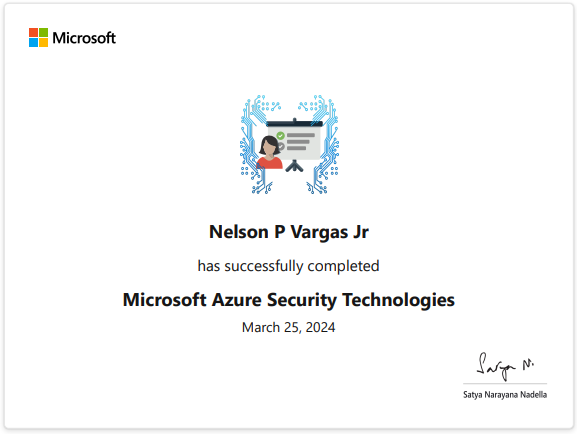 Microsoft
Nelson P Vargas Jr
has successfully completed
Microsoft Azure Security Technologies
March 25, 2024
Satya N.
Satya Narayana Nadella